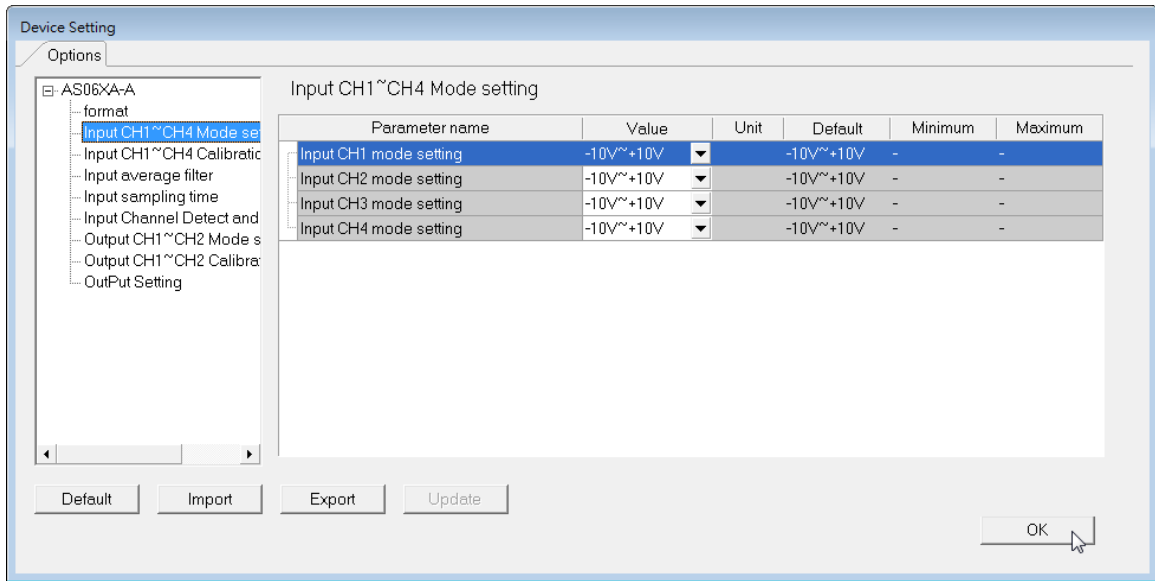 Device Setting
Options
AS06XA-A
format
Input CH1~CH4 Mode se
Input CH1~CH4 Calibratio
Input average filter
Input sampling time
Input Channel Detect and
Output CH1~CH2 Mode s
Output CH1~CH2 Calibra
OutPut Setting
Input CH1~CH4 Mode setting
Parameter name Value Unit Default Minimum Maximum
Input CH1 mode setting -10V~+10V -10V~+10V - -
Input CH2 mode setting -10V~+10V -10V~+10V - -
Input CH3 mode setting -10V~+10V -10V~+10V - -
Input CH4 mode setting -10V~+10V -10V~+10V - -
Default Import Export Update
OK